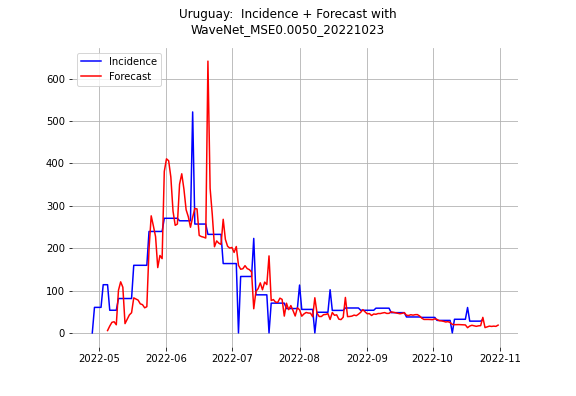 Uruguay:  Incidence + Forecast with
WaveNet_MSE0.0050_20221023
Incidence
Forecast
600
500
400
300
200
100
0
2022-05 2022-06 2022-07 2022-08 2022-09 2022-10 2022-11